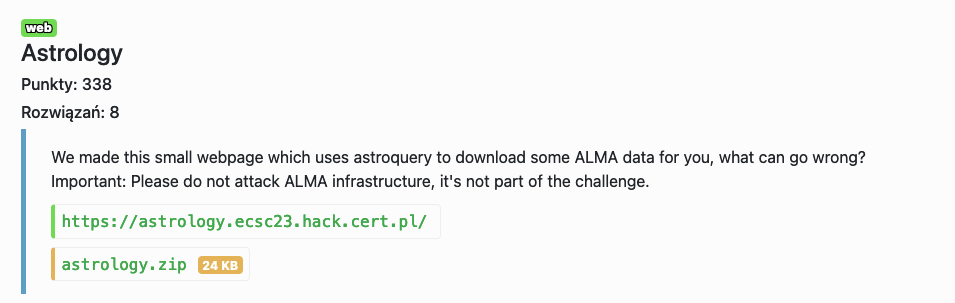 web
Astrology
Punkty: 338
Rozwiązań: 8
We made this small webpage which uses astroquery to download some ALMA data for you, what can go wrong?
Important: Please do not attack ALMA infrastructure, it's not part of the challenge.
https://astrology.ecsc23.hack.cert.pl/
astrology.zip 24 KB